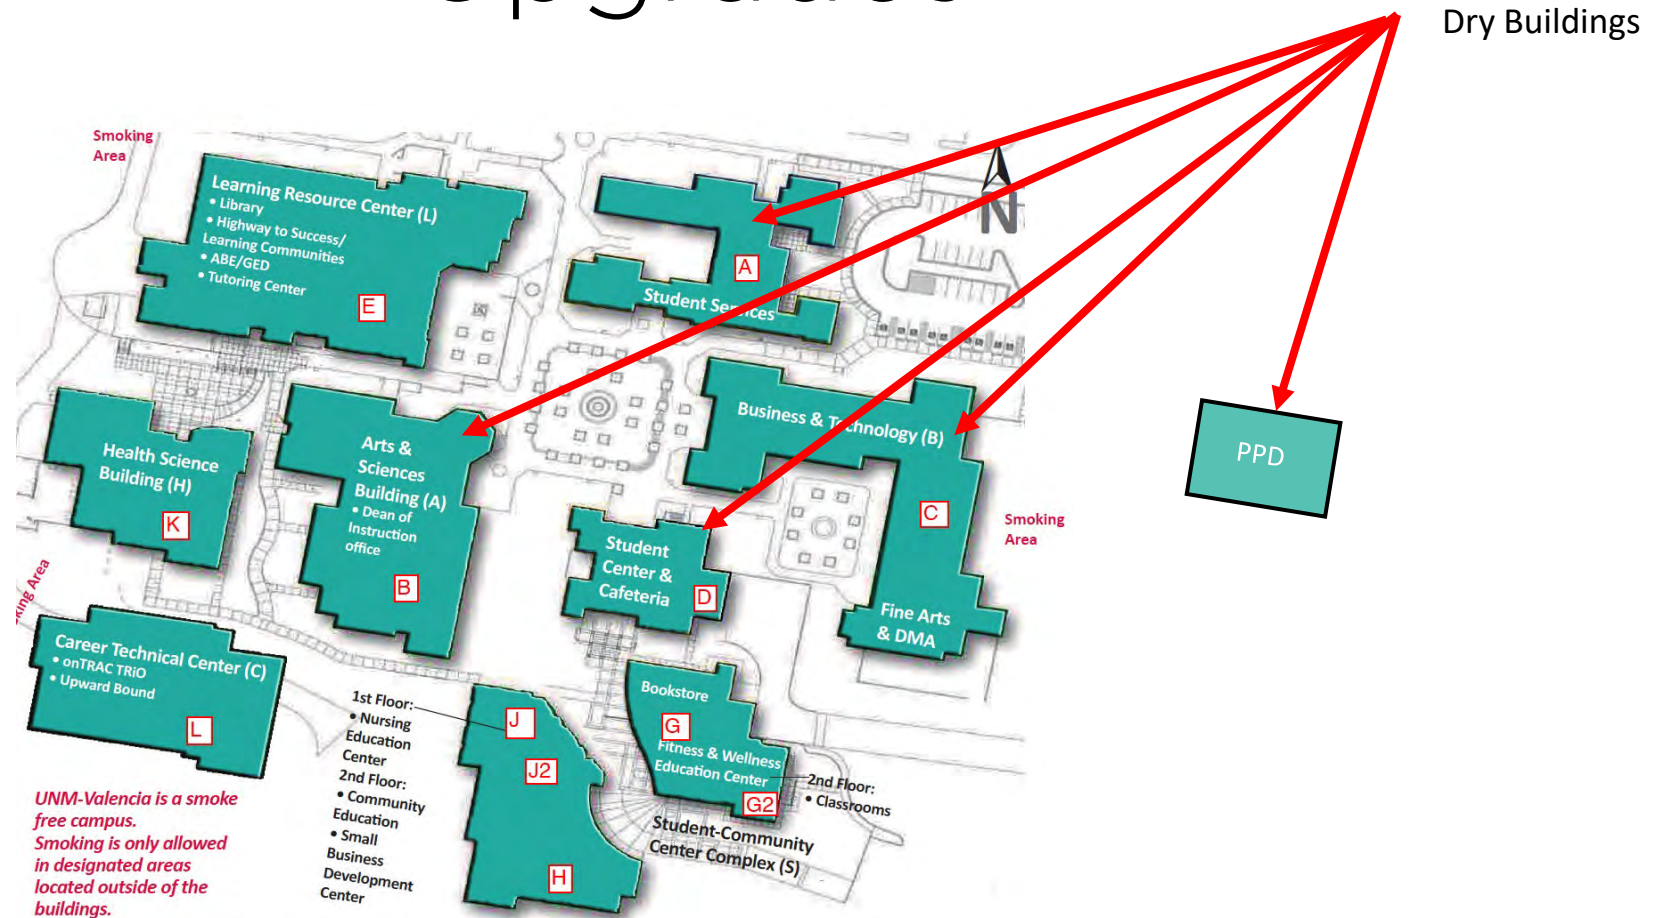 Upgrades
Dry Buildings
Smoking
Area
Learning Resource Center (L)
• Library
• Highway to Success/
Learning Communities
• ABE/GED
• Tutoring Center
E
A
Student Services
N
Business & Technology (B)
C
Fine Arts
& DMA
Smoking
Area
PPD
Health Science
Building (H)
K
Arts &
Sciences
Building (A)
• Dean of
Instruction
office
B
Student
Center &
Cafeteria
D
king Area
Career Technical Center (C)
• onTRAC TRiO
• Upward Bound
L
1st Floor:
• Nursing
Education
Center
2nd Floor:
• Community
Education
• Small
Business
Development
Center
J
J2
H
Bookstore
G
Fitness & Wellness
Education Center
G2
2nd Floor:
• Classrooms
Student-Community
Center Complex (S)
UNM-Valencia is a smoke
free campus.
Smoking is only allowed
in designated areas
located outside of the
buildings.